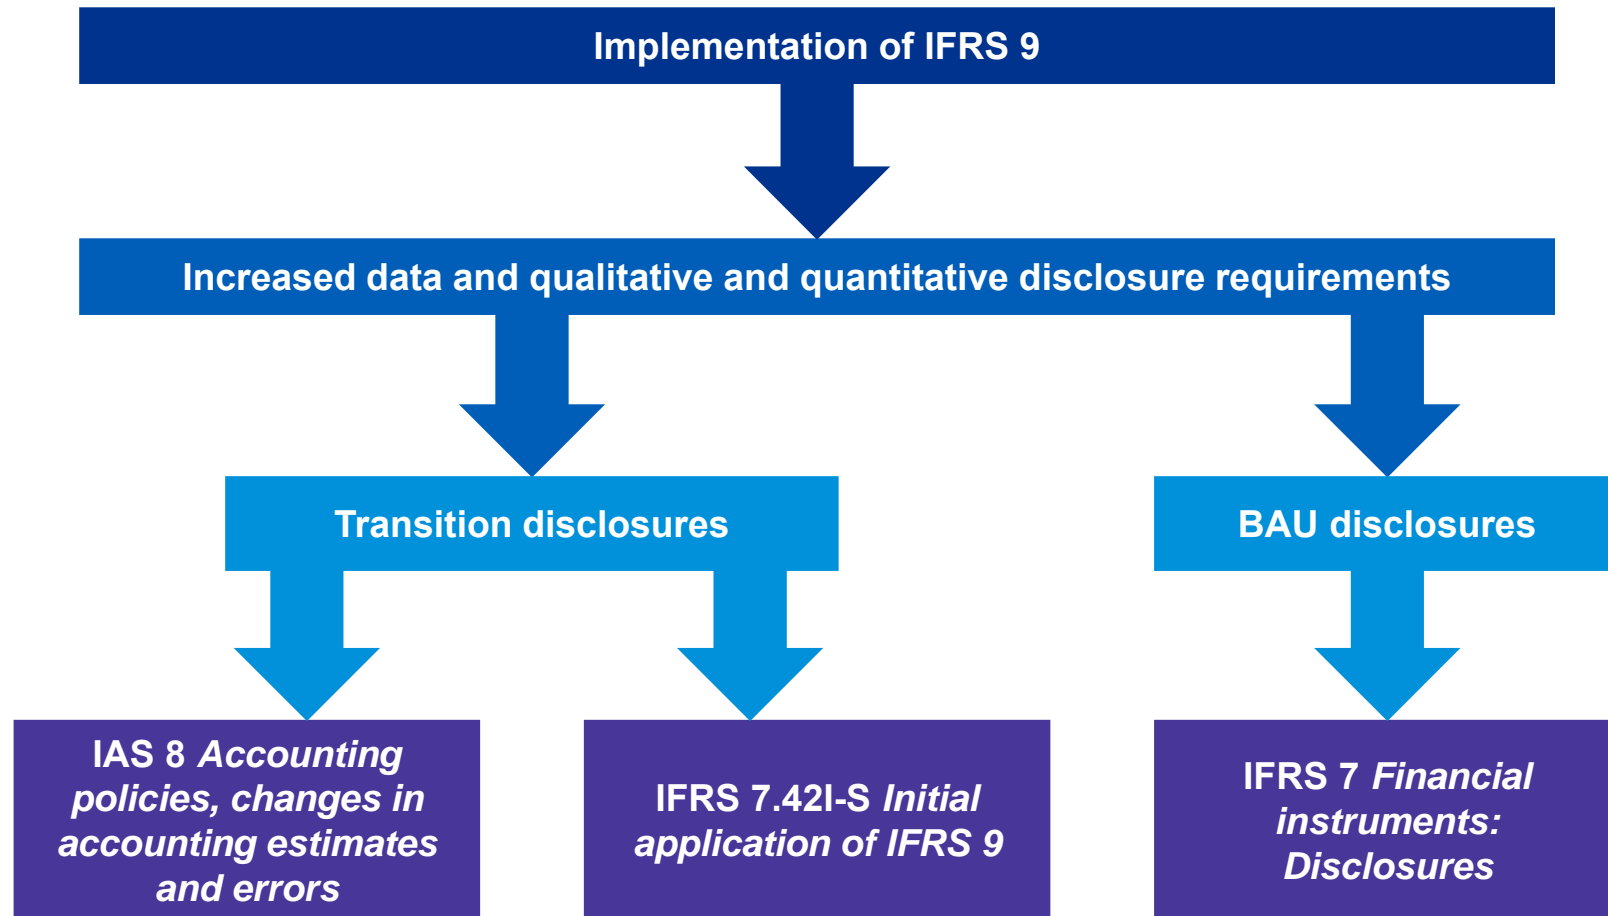 Implementation of IFRS 9
Increased data and qualitative and quantitative disclosure requirements
Transition disclosures
BAU disclosures
IAS 8 Accounting
policies, changes in
accounting estimates
and errors
IFRS 7.42I-S Initial
application of IFRS 9
IFRS 7 Financial
instruments:
Disclosures